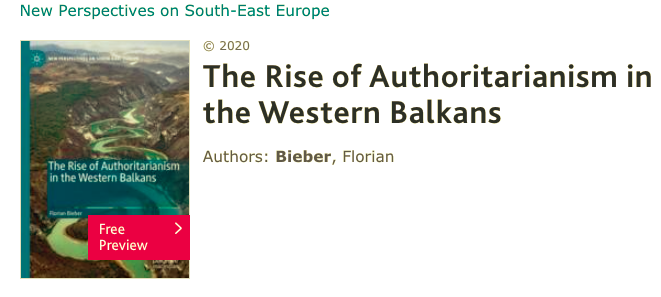 New Perspectives on South-East Europe
© 2020
The Rise of Authoritarianism in
the Western Balkans
Authors: Bieber, Florian
NEW PERSPECTIVES ON SOUTH-EAST EUROPE
The Rise of Authoritarianism
in the Western Balkans
Florian Bieber
Free
Preview